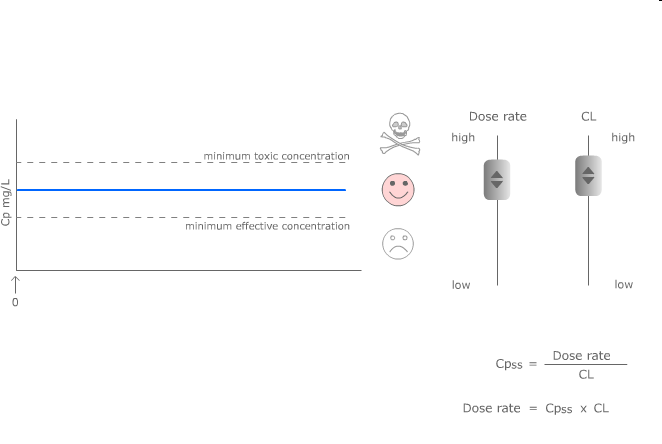 Dose rate
CL
high
high
minimum toxic concentration
Cp mg/L
minimum effective concentration
low
low
0
Cpss = Dose rate
CL
Dose rate = Cpss x CL